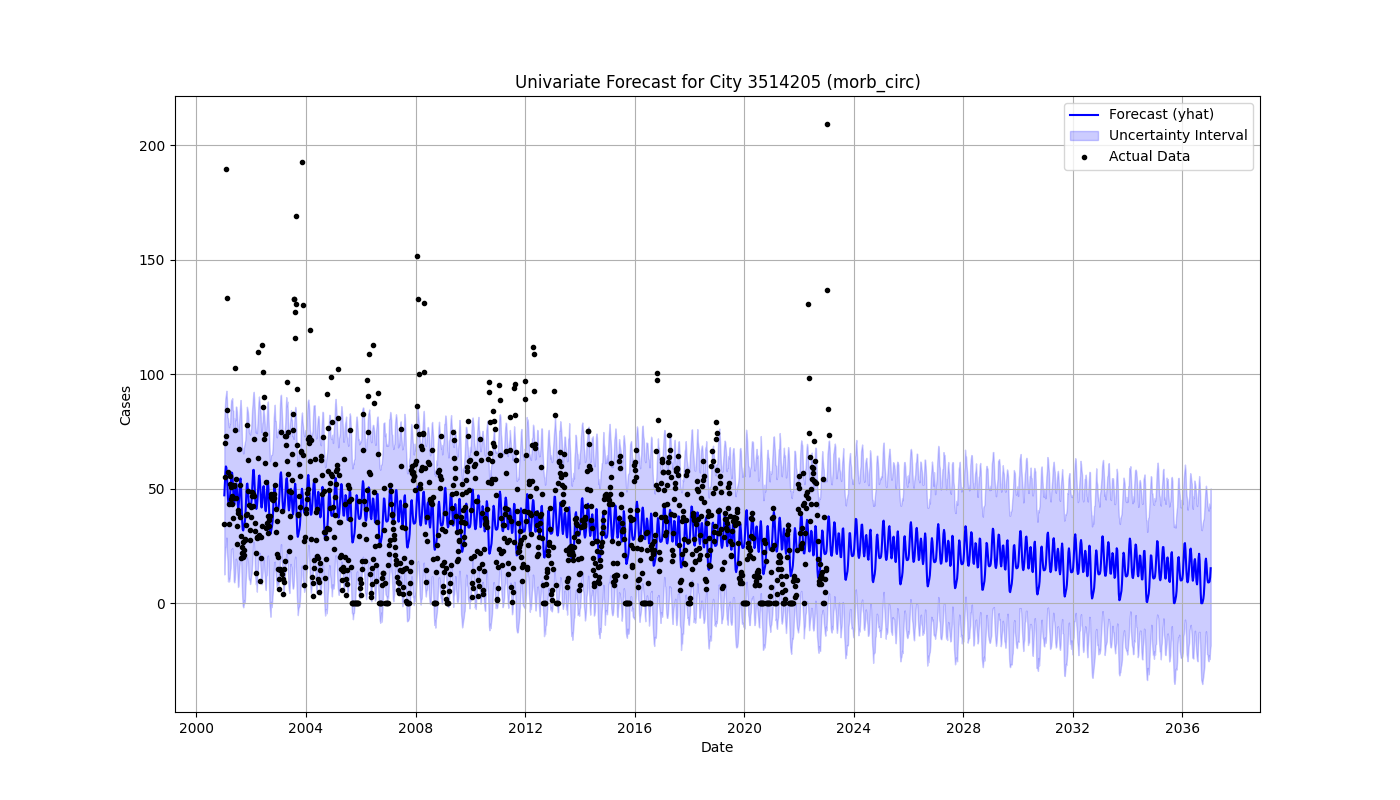 Univariate Forecast for City 3514205 (morb_circ)
Forecast (yhat)
Uncertainty Interval
Actual Data
200
150
100
50
0
Cases
2000 2004 2008 2012 2016 2020 2024 2028 2032 2036
Date